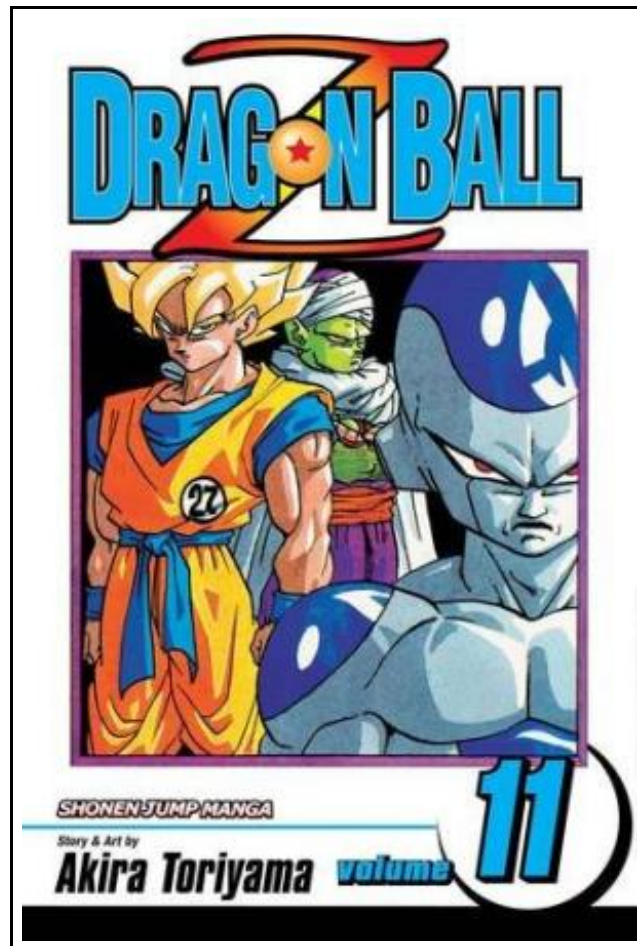 DRAGON BALL
Z
27
SHONEN JUMP MANGA
Story & Art by
Akira Toriyama
volume 11